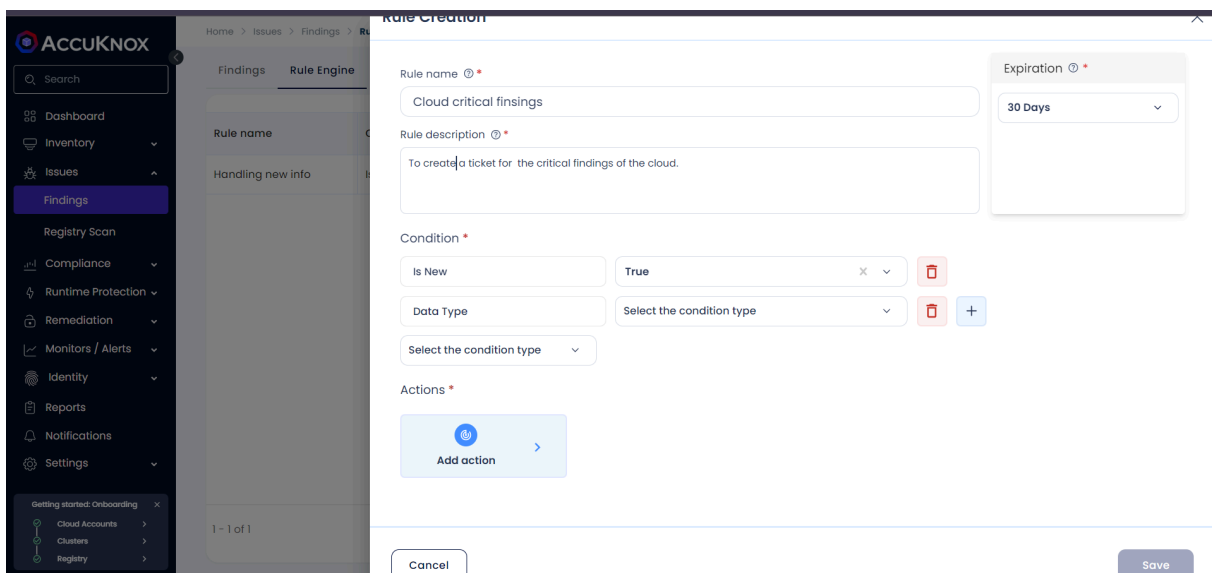 Rule Creation
Home > Issues > Findings > Ru
ACCUKNOX
Search
Dashboard
Inventory
Issues
Findings
Registry Scan
Compliance
Runtime Protection
Remediation
Monitors / Alerts
Identity
Reports
Notifications
Settings
Getting started: Onboarding
Cloud Accounts
Clusters
Registry
Findings Rule Engine
Rule name
Handling new info
1 - 1 of 1
Rule name *
Cloud critical finsings
Rule description *
To create a ticket for the critical findings of the cloud.
Expiration *
30 Days
Condition *
Is New True
Data Type Select the condition type
Select the condition type
Actions *
Add action
Cancel Save